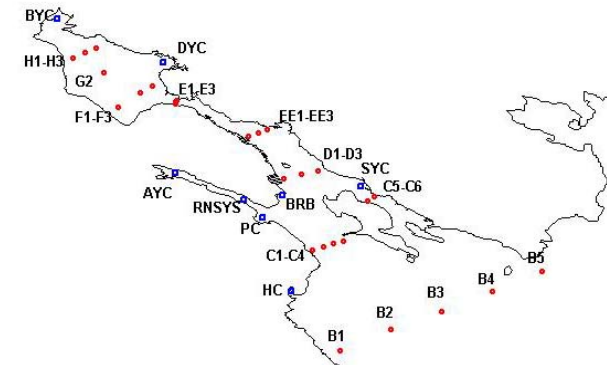 BYC
DYC
H1-H3
G2
E1-E3
F1-F3
EE1-EE3
D1-D3
SYC
C5-C6
AYC
RNSYS
BRB
PC
C1-C4
B5
B4
HC
B3
B2
B1